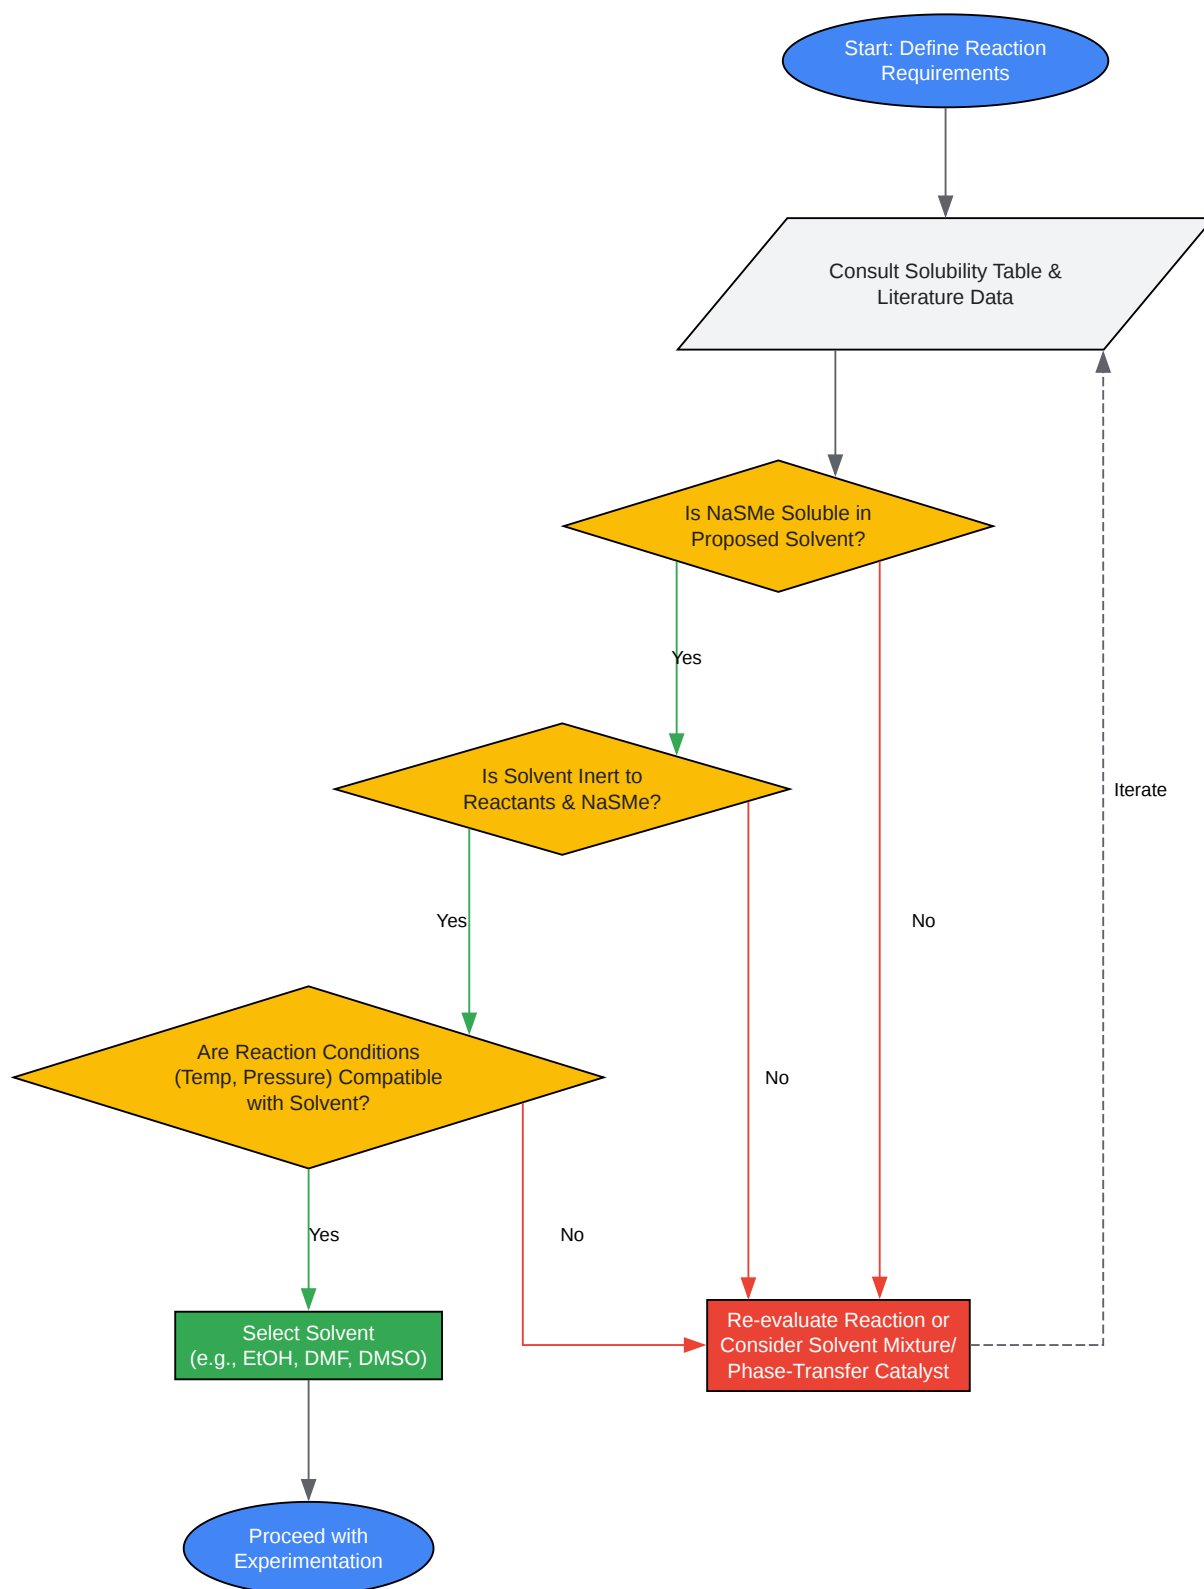 Start: Define Reaction
Requirements
Consult Solubility Table &
Literature Data
Is NaSMe Soluble in
Proposed Solvent?
Yes
Is Solvent Inert to
Reactants & NaSMe?
Iterate
Yes
No
Are Reaction Conditions
(Temp, Pressure) Compatible
with Solvent?
No
Yes
No
Select Solvent
(e.g., EtOH, DMF, DMSO)
Re-evaluate Reaction or
Consider Solvent Mixture/
Phase-Transfer Catalyst
Proceed with
Experimentation